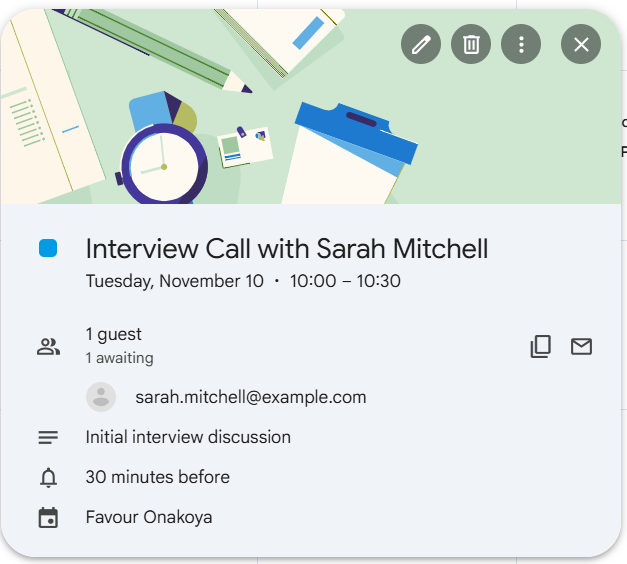 Interview Call with Sarah Mitchell
Tuesday, November 10 • 10:00 – 10:30
1 guest
1 awaiting
sarah.mitchell@example.com
Initial interview discussion
30 minutes before
Favour Onakoya